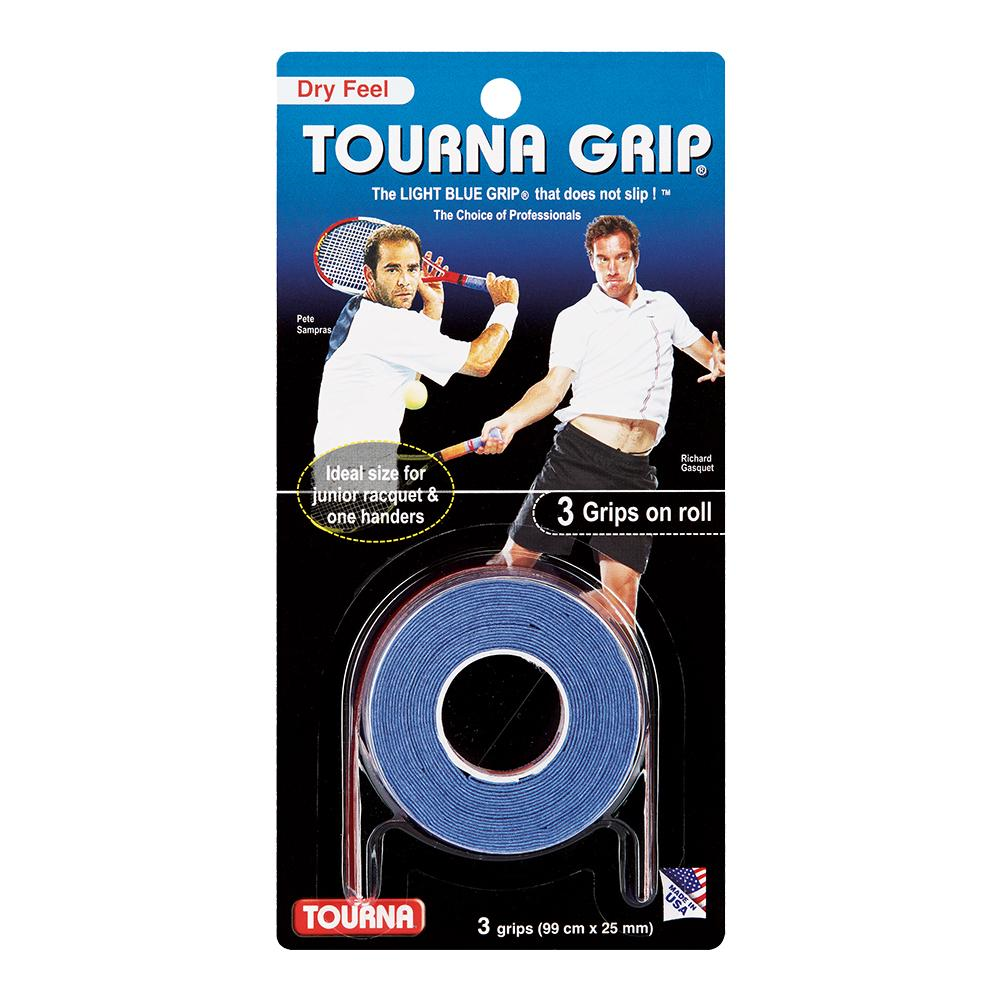 Dry Feel
TOURNA GRIP®
The LIGHT BLUE GRIP® that does not slip ! ™
The Choice of Professionals
Pete
Sampras
Richard
Gasquet
Ideal size for
junior racquet &
one handers
3 Grips on roll
MADE IN
USA
TOURNA
3 grips (99 cm x 25 mm)